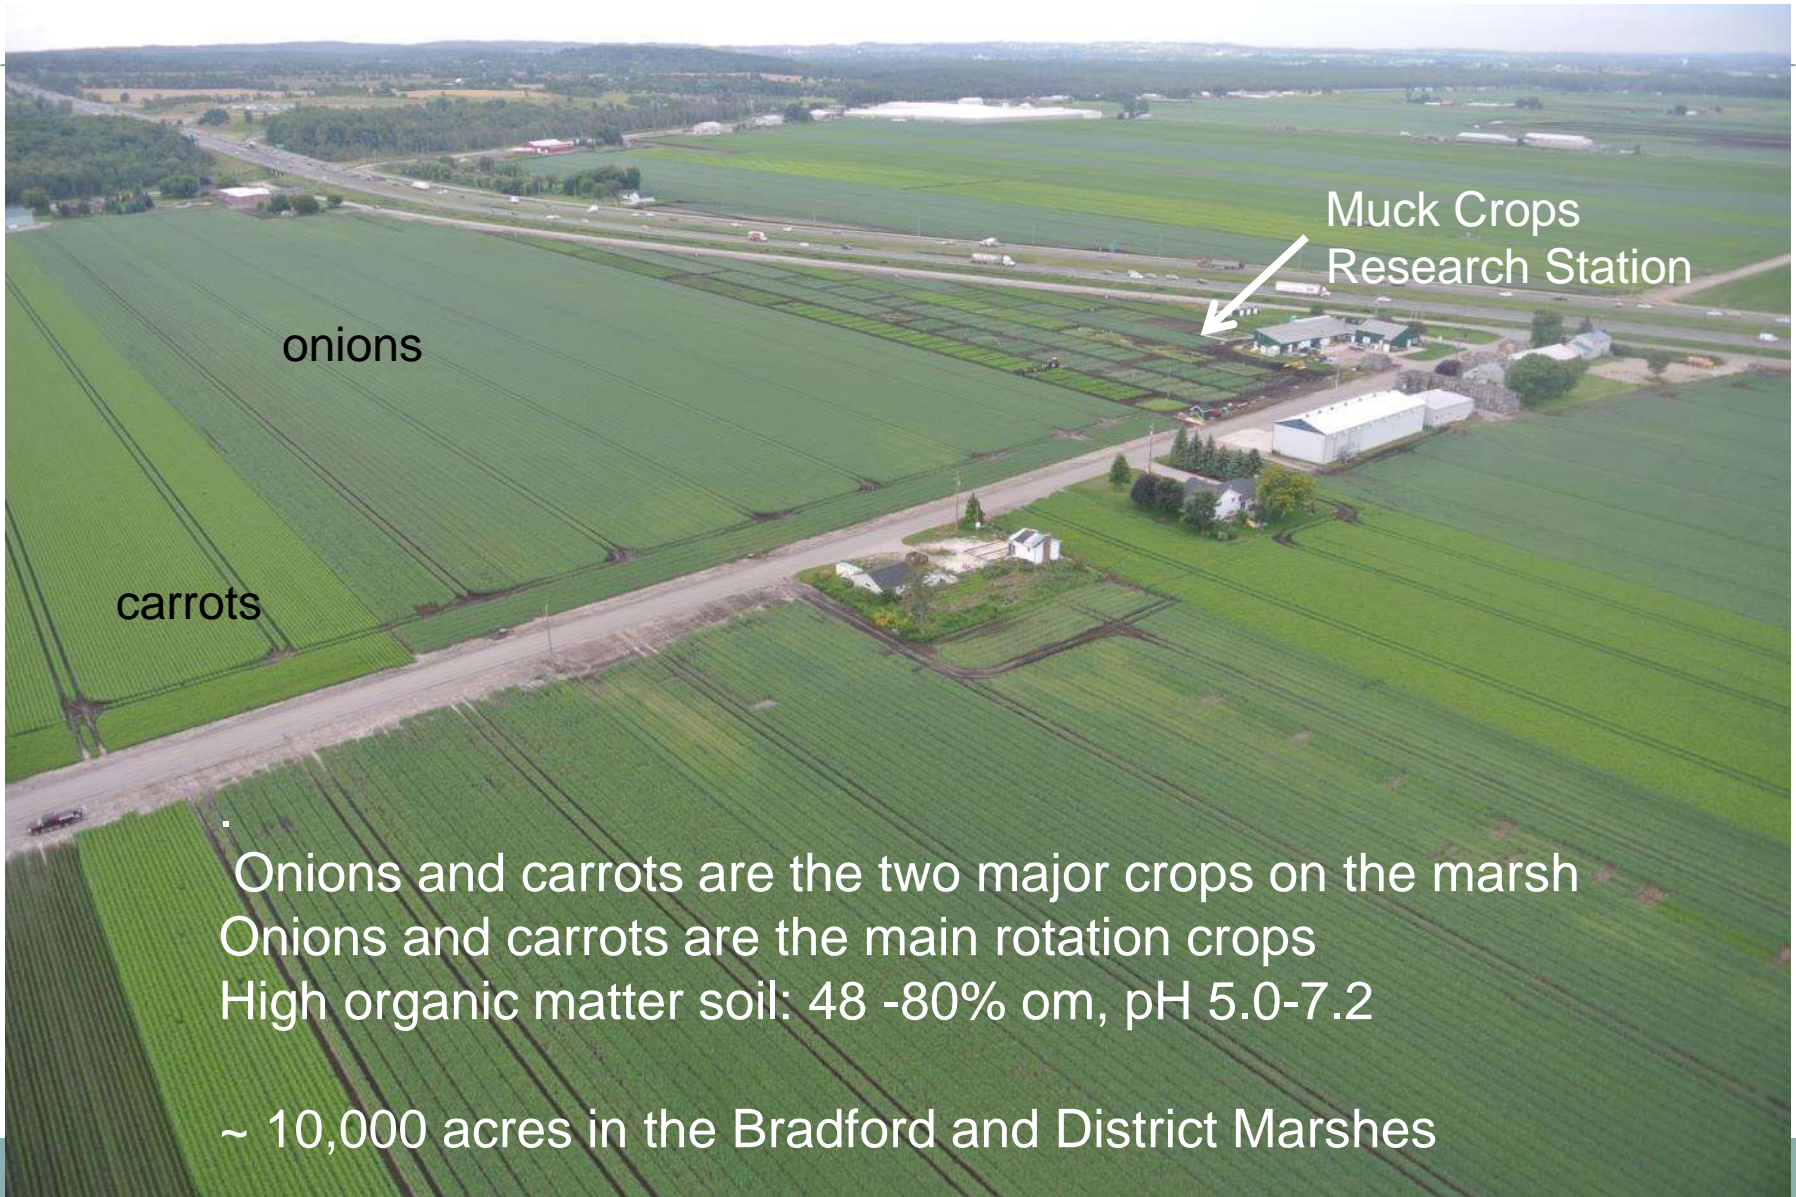 Muck Crops
Research Station
onions
carrots
.
Onions and carrots are the two major crops on the marsh
Onions and carrots are the main rotation crops
High organic matter soil: 48 -80% om, pH 5.0-7.2
~ 10,000 acres in the Bradford and District Marshes